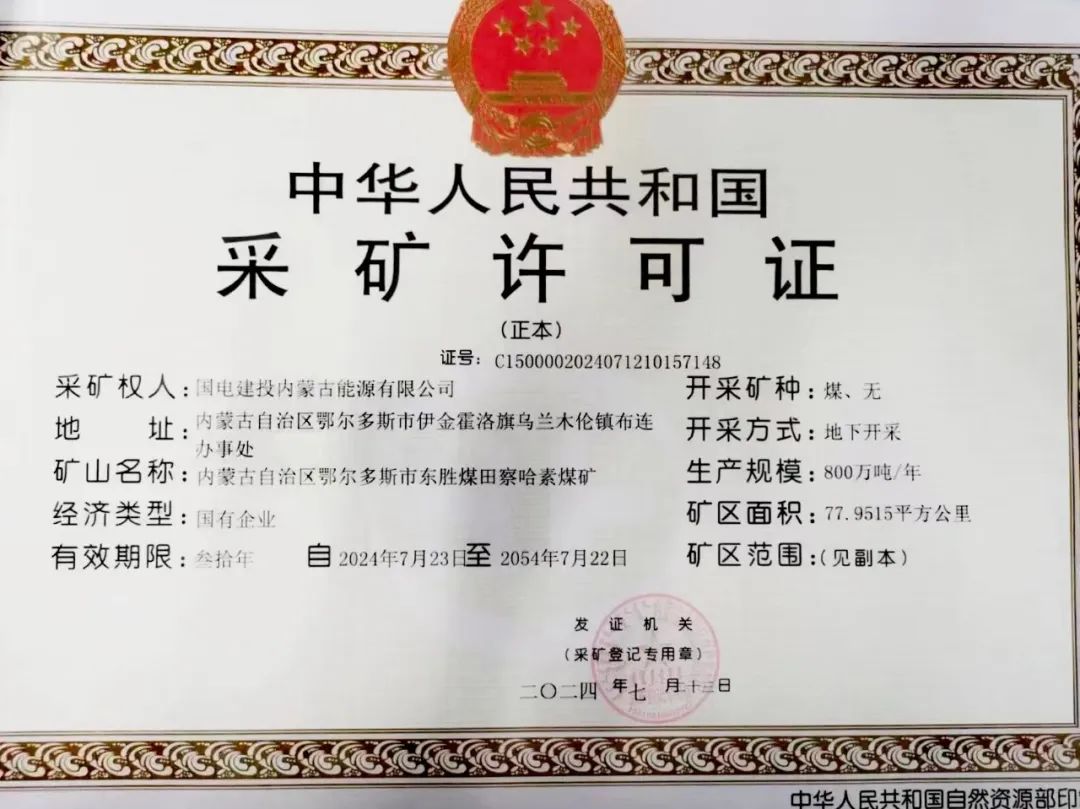 中华人民共和国
采矿许可证
（正本）
证号：C1500002024071210157148
采矿权人：国电建投内蒙古能源有限公司
开采矿种：煤、无
地 址：内蒙古自治区鄂尔多斯市伊金霍洛旗乌兰木伦镇布连
办事处
开采方式：地下开采
矿山名称：内蒙古自治区鄂尔多斯市东胜煤田察哈素煤矿
生产规模：800万吨/年
经济类型：国有企业
矿区面积：77.9515平方公里
有效期限：叁拾年 自 2024年7月23日至 2054年7月22日
矿区范围：（见副本）
发 证 机 关
（采矿登记专用章）
二〇二四 年 七 月二十三日
中华人民共和国自然资源部印